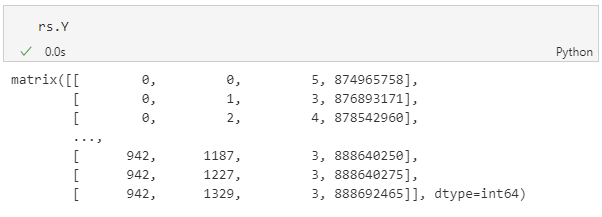 rs.Y
✓ 0.0s Python
matrix([[        0,         0,         5, 874965758],
        [        0,         1,         3, 876893171],
        [        0,         2,         4, 878542960],
        ...,
        [      942,      1187,         3, 888640250],
        [      942,      1227,         3, 888640275],
        [      942,      1329,         3, 888692465]], dtype=int64)